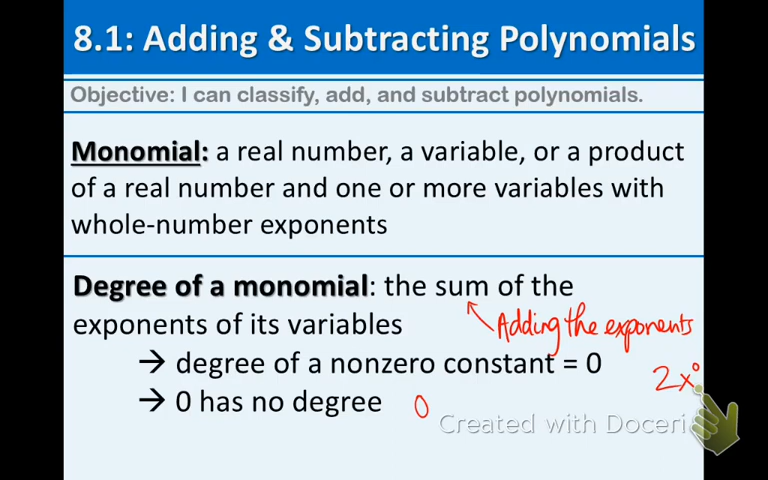 8.1: Adding & Subtracting Polynomials
Objective: I can classify, add, and subtract polynomials.
Monomial: a real number, a variable, or a product
of a real number and one or more variables with
whole-number exponents
Degree of a monomial: the sum of the
exponents of its variables
Adding the exponents
→ degree of a nonzero constant = 0
2x⁰
→ 0 has no degree
0
Created with Doceri